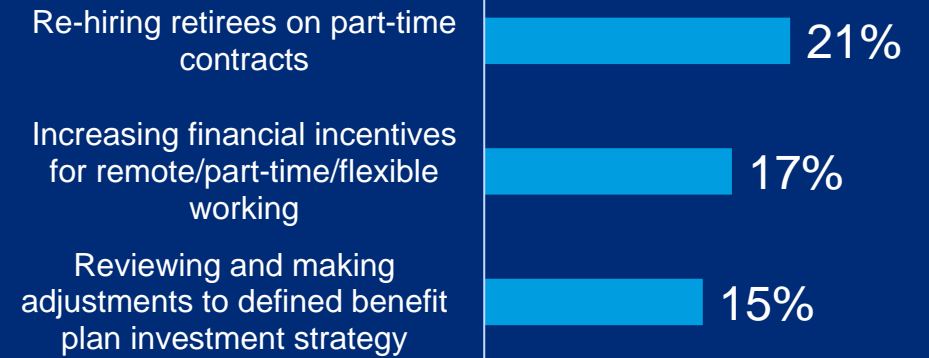 Re-hiring retirees on part-time
contracts
21%
Increasing financial incentives
for remote/part-time/flexible
working
17%
Reviewing and making
adjustments to defined benefit
plan investment strategy
15%